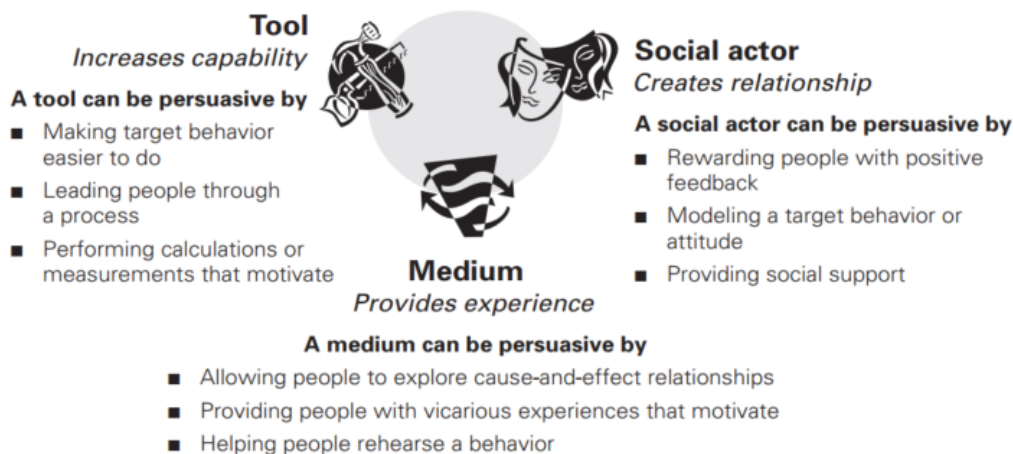 Tool
Increases capability
A tool can be persuasive by
■ Making target behavior
easier to do
■ Leading people through
a process
■ Performing calculations or
measurements that motivate
Social actor
Creates relationship
A social actor can be persuasive by
■ Rewarding people with positive
feedback
■ Modeling a target behavior or
attitude
■ Providing social support
Medium
Provides experience
A medium can be persuasive by
■ Allowing people to explore cause-and-effect relationships
■ Providing people with vicarious experiences that motivate
■ Helping people rehearse a behavior